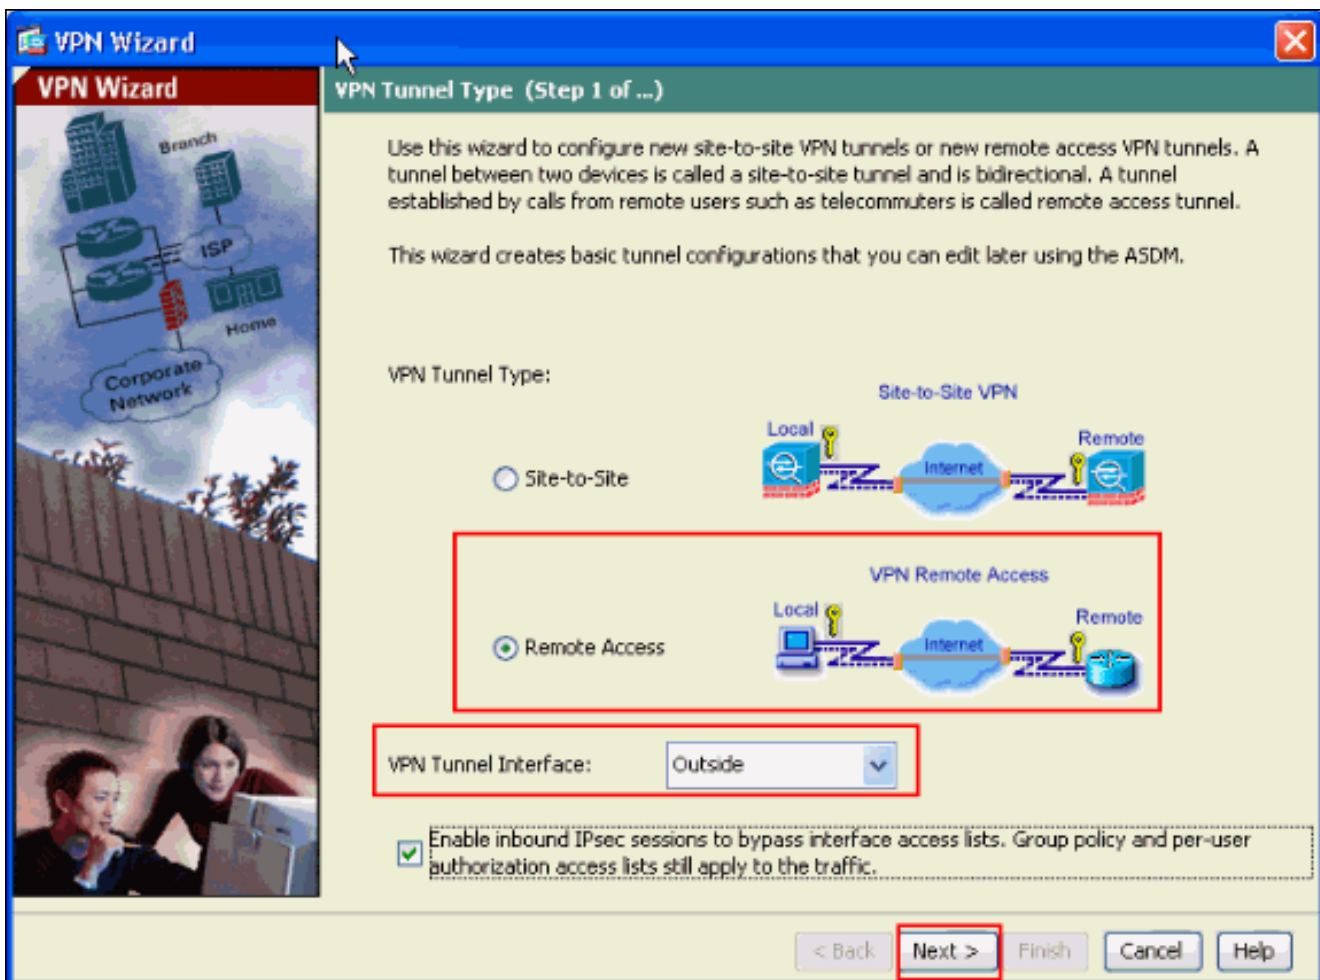 VPN Wizard
VPN Wizard
VPN Tunnel Type (Step 1 of ...)
Branch
ISP
Home
Corporate
Network
Use this wizard to configure new site-to-site VPN tunnels or new remote access VPN tunnels. A
tunnel between two devices is called a site-to-site tunnel and is bidirectional. A tunnel
established by calls from remote users such as telecommuters is called remote access tunnel.
This wizard creates basic tunnel configurations that you can edit later using the ASDM.
VPN Tunnel Type:
Site-to-Site VPN
Local
Remote
Internet
Site-to-Site
VPN Remote Access
Local
Remote
Internet
Remote Access
VPN Tunnel Interface:
Outside
Enable inbound IPsec sessions to bypass interface access lists. Group policy and per-user
authorization access lists still apply to the traffic.
< Back
Next >
Finish
Cancel
Help